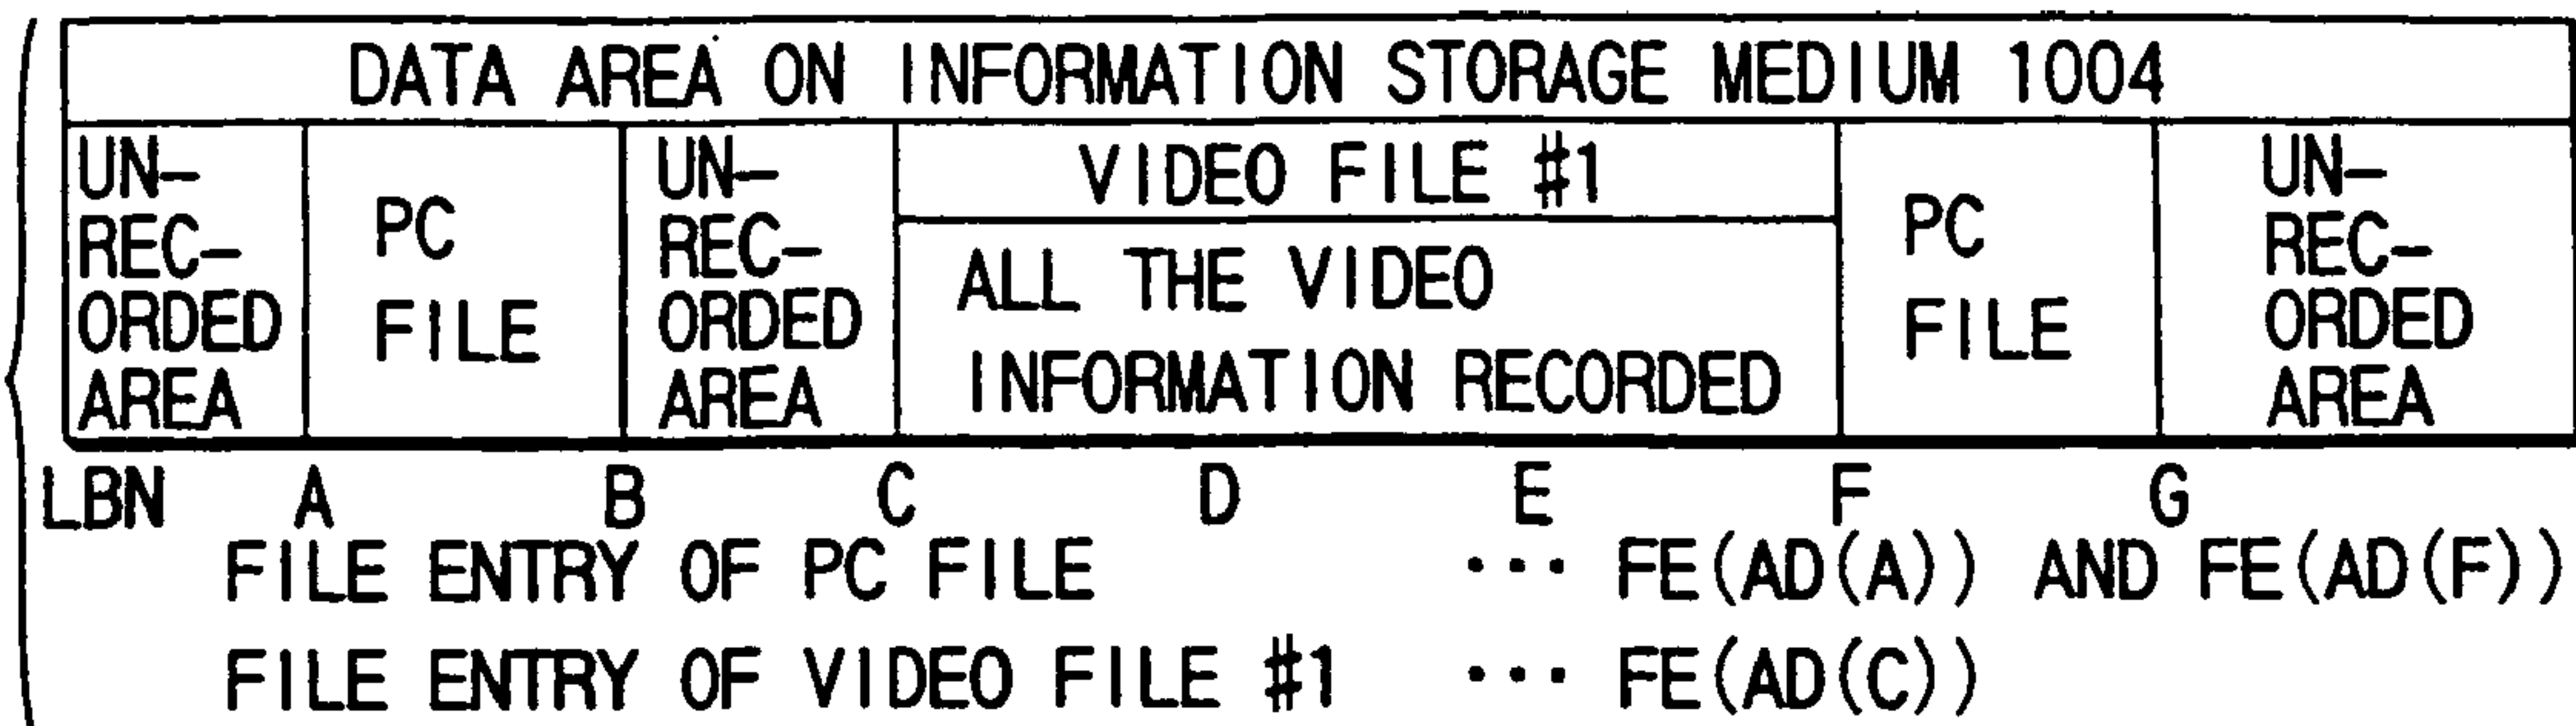 DATA AREA ON INFORMATION STORAGE MEDIUM 1004
UN-
REC-
ORDED
AREA
PC
FILE
UN-
REC-
ORDED
AREA
VIDEO FILE #1
ALL THE VIDEO
INFORMATION RECORDED
PC
FILE
UN-
REC-
ORDED
AREA
LBN A B C D E F G
FILE ENTRY OF PC FILE ··· FE(AD(A)) AND FE(AD(F))
FILE ENTRY OF VIDEO FILE #1 ··· FE(AD(C))